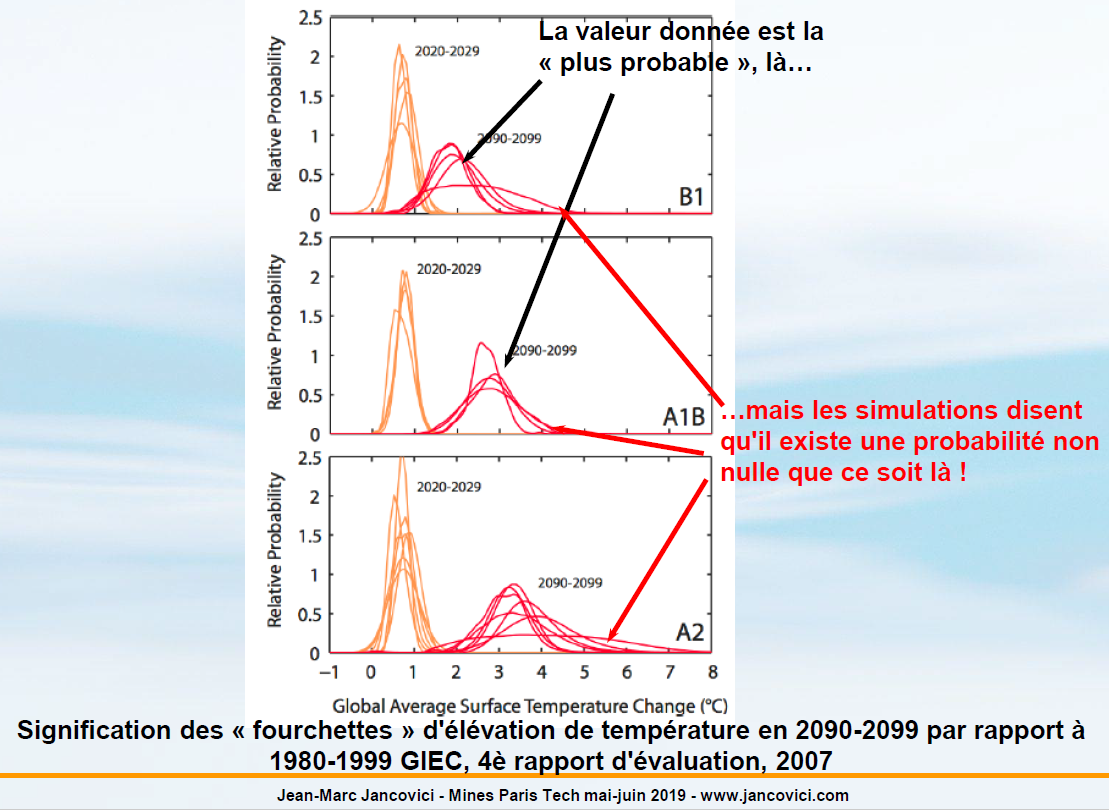 La valeur donnée est la
« plus probable », là…
2.5
2
1.5
1
0.5
0
Relative Probability
2020-2029
2090-2099
B1
2.5
2
1.5
1
0.5
0
Relative Probability
2020-2029
2090-2099
A1B
…mais les simulations disent
qu'il existe une probabilité non
nulle que ce soit là !
2.5
2
1.5
1
0.5
0
Relative Probability
2020-2029
2090-2099
A2
−1 0 1 2 3 4 5 6 7 8
Global Average Surface Temperature Change (°C)
Signification des « fourchettes » d'élévation de température en 2090-2099 par rapport à
1980-1999 GIEC, 4è rapport d'évaluation, 2007
Jean-Marc Jancovici - Mines Paris Tech mai-juin 2019 - www.jancovici.com